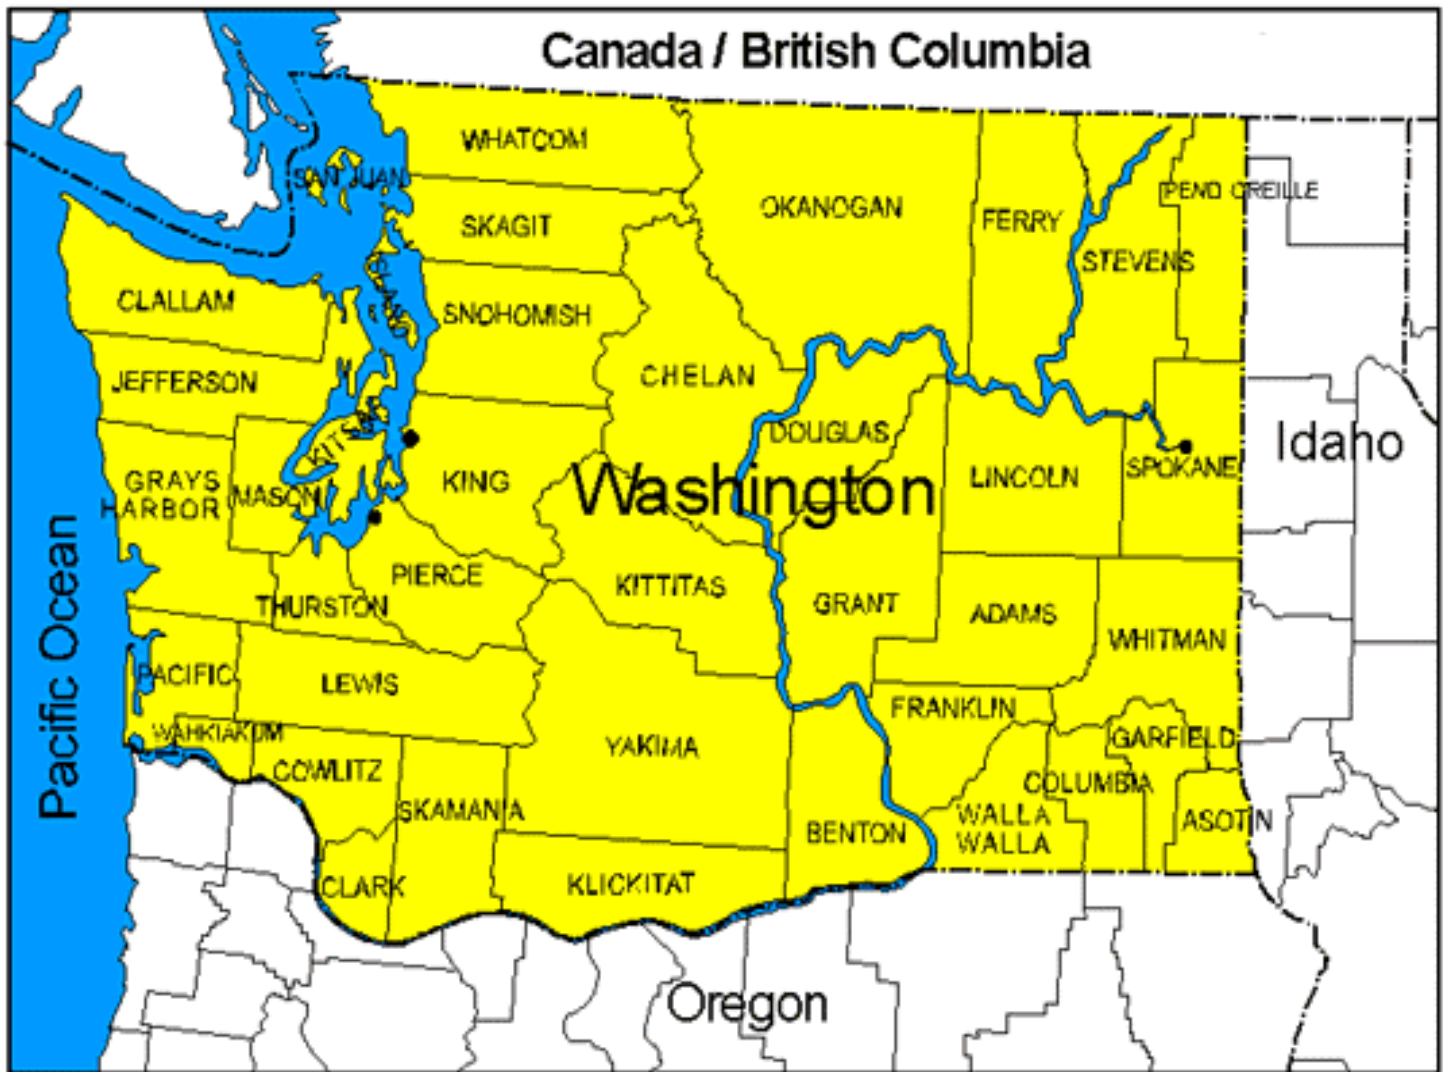 Canada / British Columbia
WHATCOM
SAN JUAN
PEND OREILLE
OKANOGAN
FERRY
SKAGIT
STEVENS
ISLAND
CLALLAM
SNOHOMISH
CHELAN
JEFFERSON
KITSAP
DOUGLAS
Idaho
SPOKANE
LINCOLN
KING
Washington
GRAYS
HARBOR
MASON
PIERCE
KITTITAS
THURSTON
GRANT
ADAMS
WHITMAN
Pacific Ocean
PACIFIC
LEWIS
FRANKLIN
WAHKIAKUM
GARFIELD
YAKIMA
COWLITZ
COLUMBIA
SKAMANIA
WALLA
WALLA
ASOTIN
BENTON
CLARK
KLICKITAT
Oregon